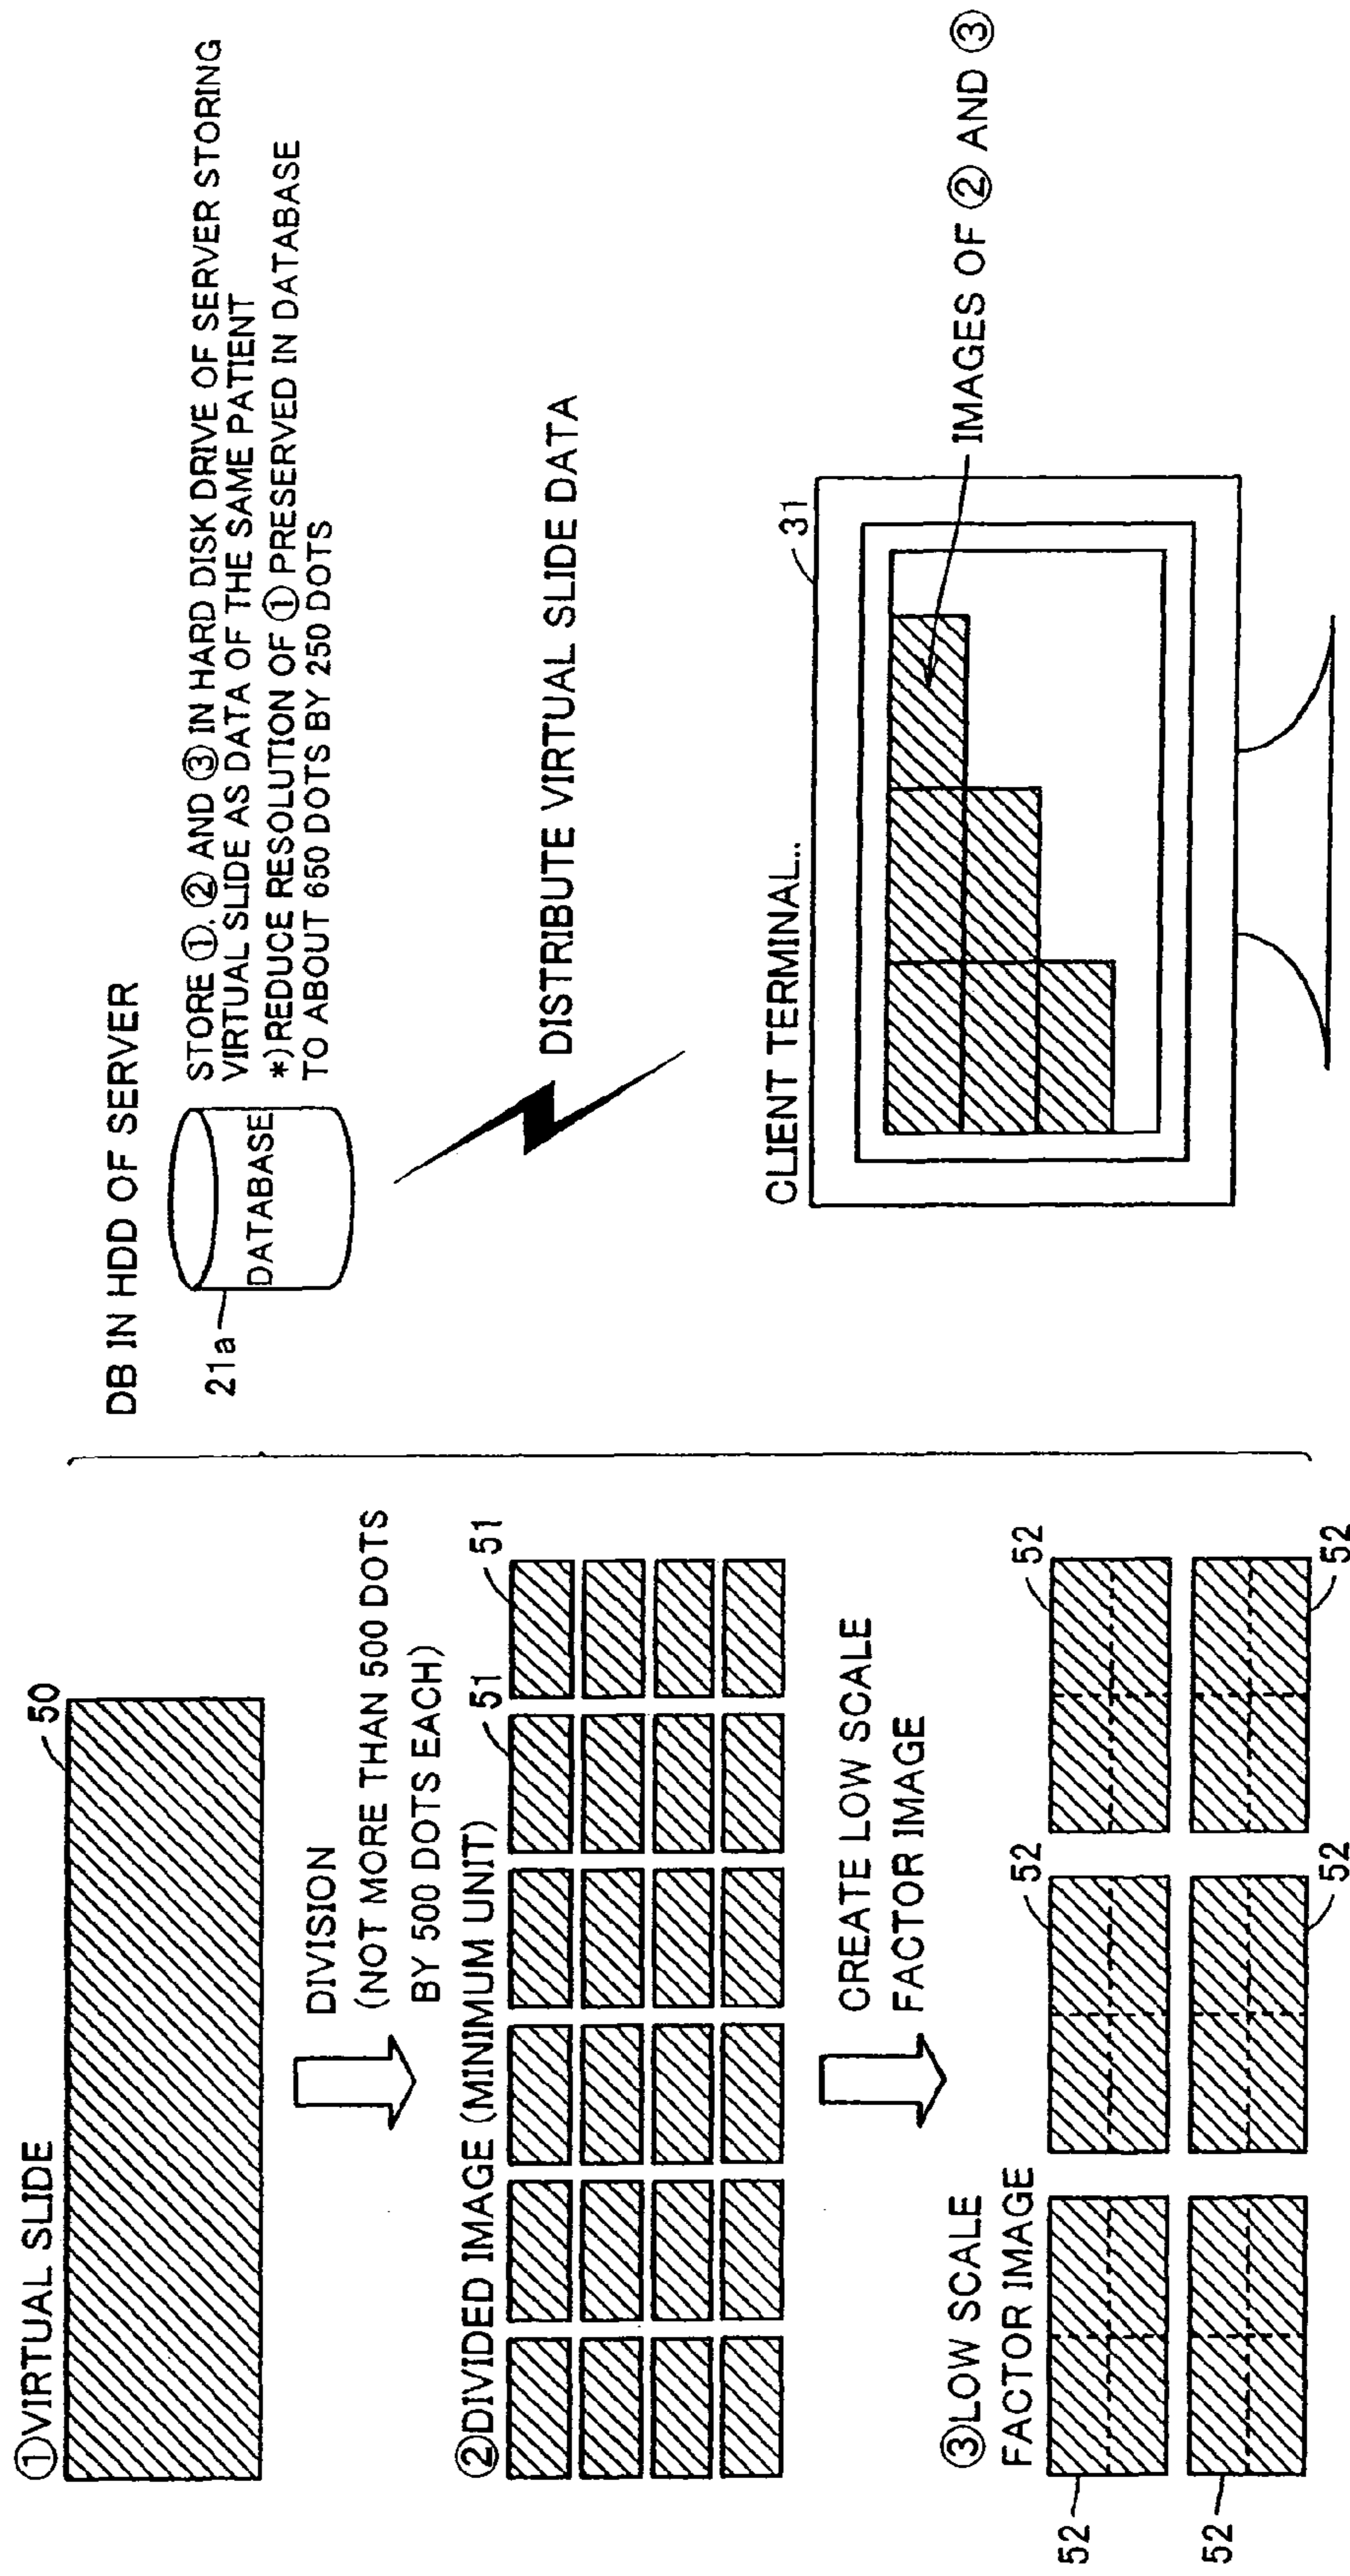 ①VIRTUAL SLIDE
50
DIVISION
(NOT MORE THAN 500 DOTS
BY 500 DOTS EACH)
②DIVIDED IMAGE (MINIMUM UNIT)
51
51
CREATE LOW SCALE
FACTOR IMAGE
③LOW SCALE
FACTOR IMAGE
52
52
52
52
52
52
DB IN HDD OF SERVER
21a
DATABASE
STORE ①, ② AND ③ IN HARD DISK DRIVE OF SERVER STORING
VIRTUAL SLIDE AS DATA OF THE SAME PATIENT
*)REDUCE RESOLUTION OF ① PRESERVED IN DATABASE
TO ABOUT 650 DOTS BY 250 DOTS
DISTRIBUTE VIRTUAL SLIDE DATA
CLIENT TERMINAL..
31
IMAGES OF ② AND ③